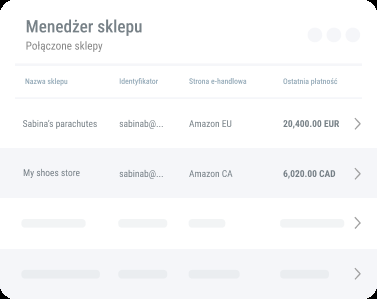 Menedżer sklepu
Połączone sklepy
Nazwa sklepu Identyfikator Strona e-handlowa Ostatnia płatność
Sabina's parachutes sabinab@... Amazon EU 20,400.00 EUR
My shoes store sabinab@... Amazon CA 6,020.00 CAD